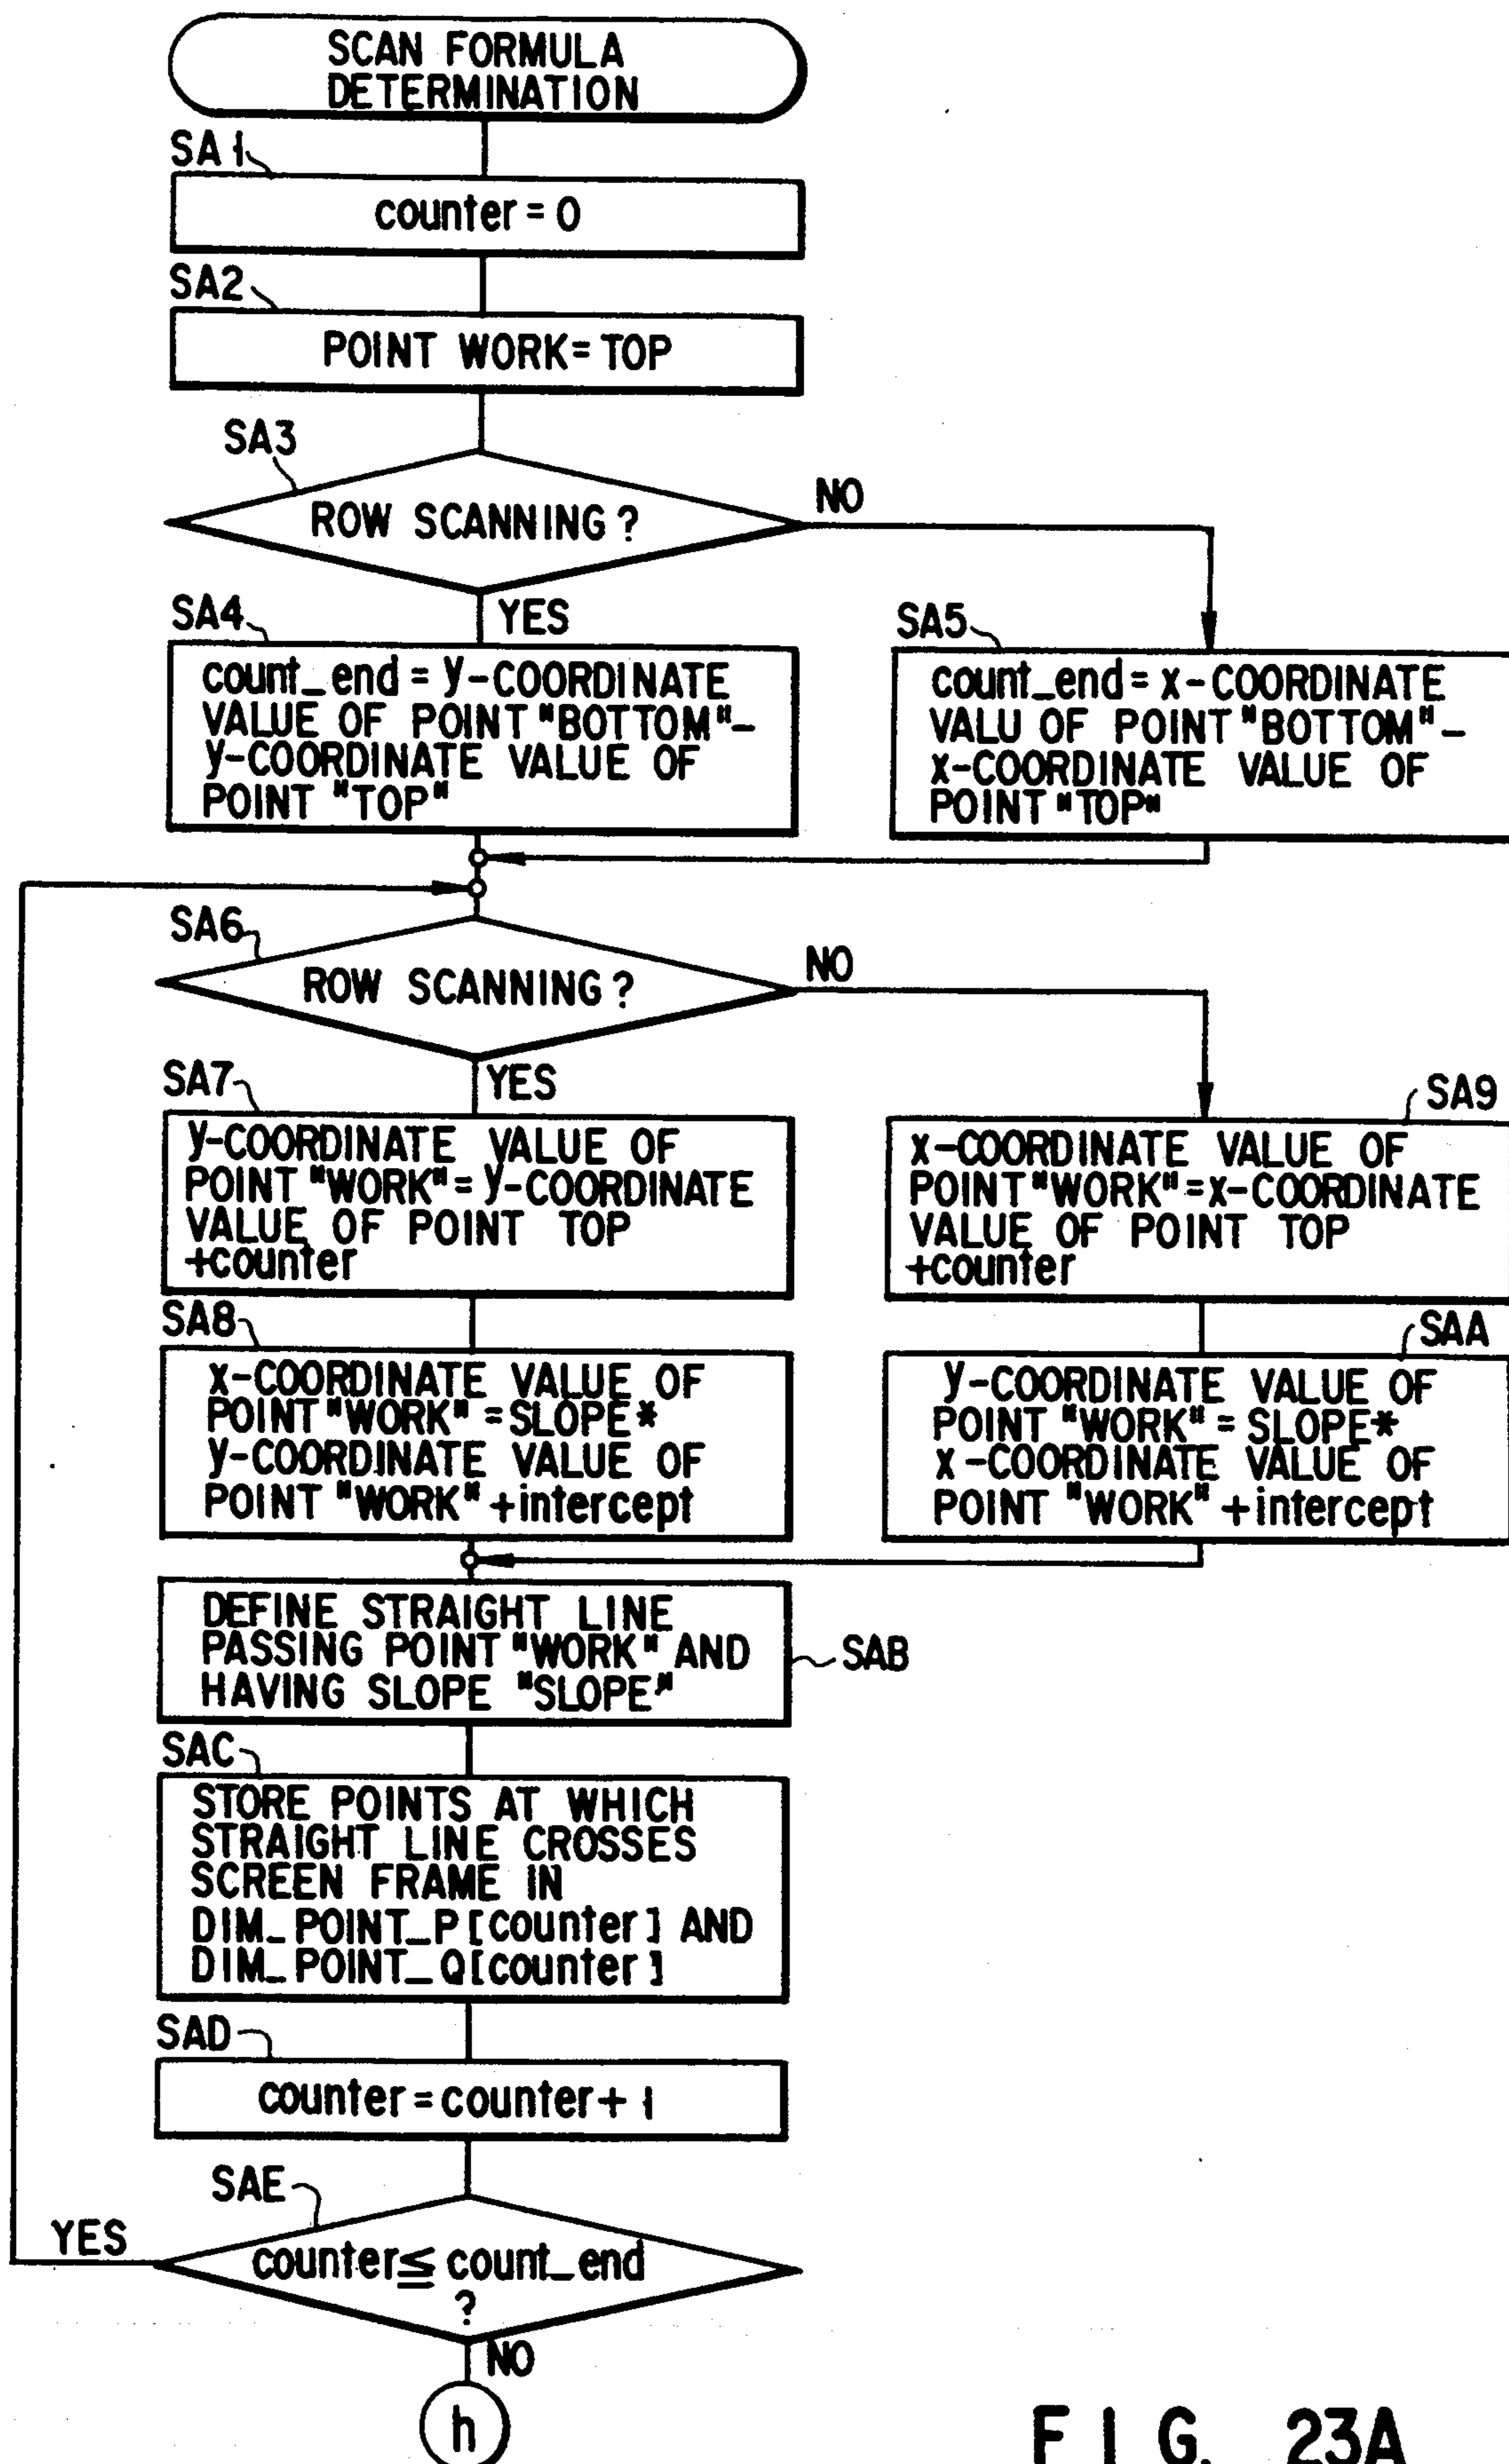 SCAN FORMULA
DETERMINATION
SA1
counter = 0
SA2
POINT WORK = TOP
SA3
ROW SCANNING ?
NO
YES
SA4
count_end = y-COORDINATE
VALUE OF POINT "BOTTOM" -
y-COORDINATE VALUE OF
POINT "TOP"
SA5
count_end = x-COORDINATE
VALU OF POINT "BOTTOM" -
x-COORDINATE VALUE OF
POINT "TOP"
SA6
ROW SCANNING ?
NO
YES
SA7
y-COORDINATE VALUE OF
POINT "WORK" = y-COORDINATE
VALUE OF POINT TOP
+counter
SA9
x-COORDINATE VALUE OF
POINT "WORK" = x-COORDINATE
VALUE OF POINT TOP
+counter
SA8
x-COORDINATE VALUE OF
POINT "WORK" = SLOPE*
y-COORDINATE VALUE OF
POINT "WORK" +intercept
SAA
y-COORDINATE VALUE OF
POINT "WORK" = SLOPE*
x-COORDINATE VALUE OF
POINT "WORK" +intercept
DEFINE STRAIGHT LINE
PASSING POINT "WORK" AND
HAVING SLOPE "SLOPE"
SAB
SAC
STORE POINTS AT WHICH
STRAIGHT LINE CROSSES
SCREEN FRAME IN
DIM_POINT_P[counter] AND
DIM_POINT_Q[counter]
SAD
counter = counter + 1
SAE
YES
counter ≦ count_end
?
NO
h
FIG. 23A